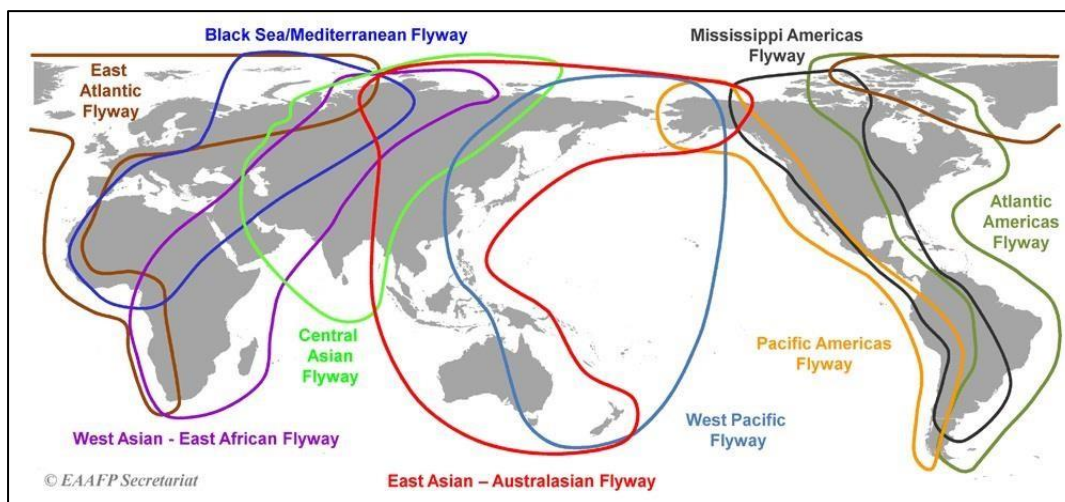 Black Sea/Mediterranean Flyway
Mississippi Americas
Flyway
East
Atlantic
Flyway
Atlantic
Americas
Flyway
Central
Asian
Flyway
Pacific Americas
Flyway
West Pacific
Flyway
West Asian - East African Flyway
© EAAFP Secretariat
East Asian – Australasian Flyway